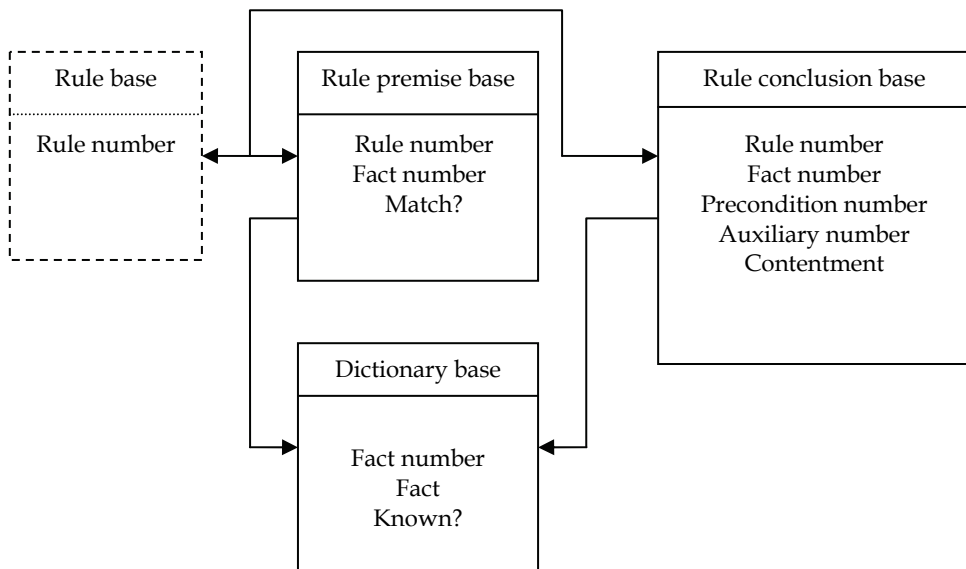 Rule base
Rule number
Rule premise base
Rule number
Fact number
Match?
Rule conclusion base
Rule number
Fact number
Precondition number
Auxiliary number
Contentment
Dictionary base
Fact number
Fact
Known?